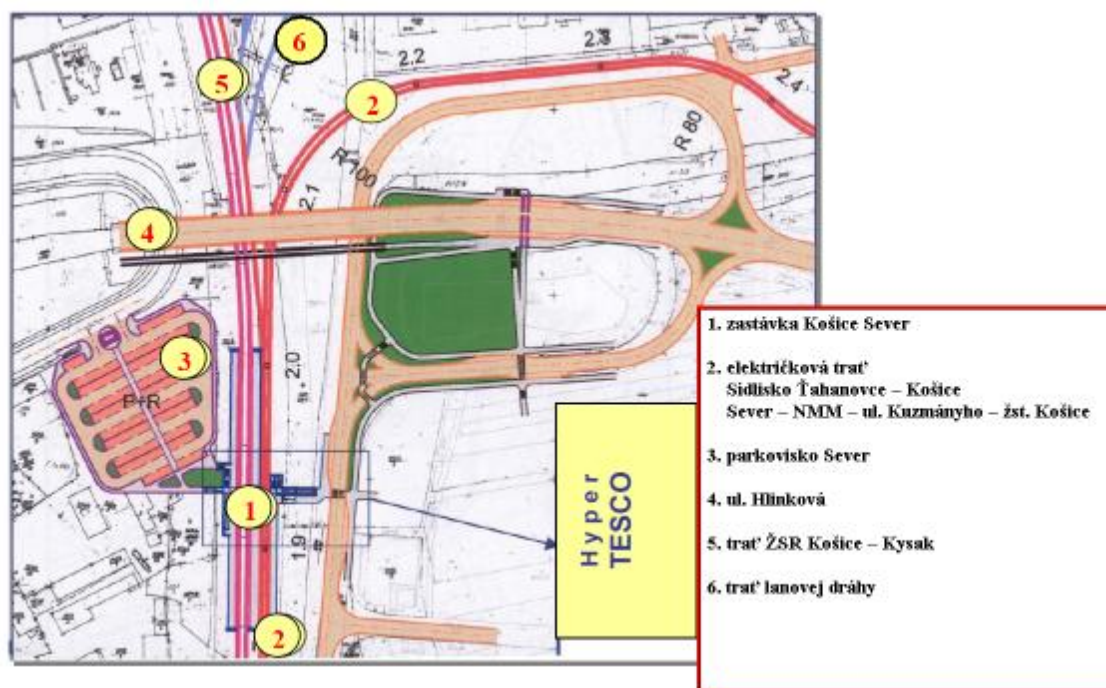 6
5
2
2.2
2.3
2.4
R 100
R 80
2.1
4
3
P+R
2.0
1
1.9
2
Hyper
TESCO
1. zastávka Košice Sever
2. električková trať
Sídlisko Ťahanovce – Košice
Sever – NMM – ul. Kuzmányho – žst. Košice
3. parkovisko Sever
4. ul. Hlinková
5. trať ŽSR Košice – Kysak
6. trať lanovej dráhy